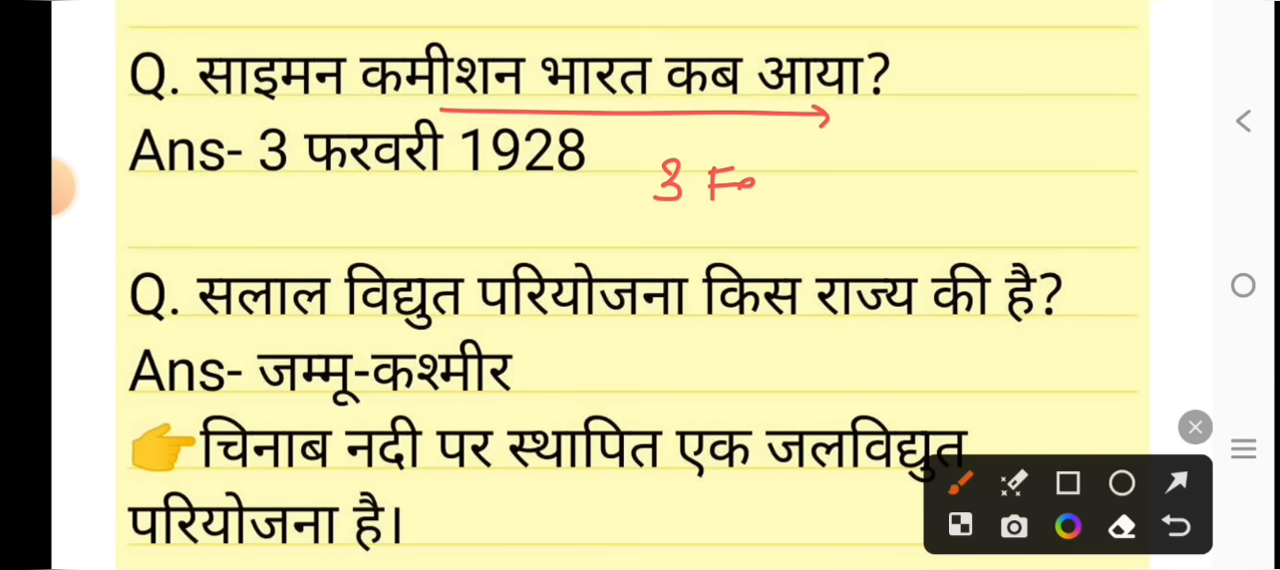 Q. साइमन कमीशन भारत कब आया?
Ans- 3 फरवरी 1928
3 Fe
Q. सलाल विद्युत परियोजना किस राज्य की है?
Ans- जम्मू-कश्मीर
👉चिनाब नदी पर स्थापित एक जलविद्युत
परियोजना है।